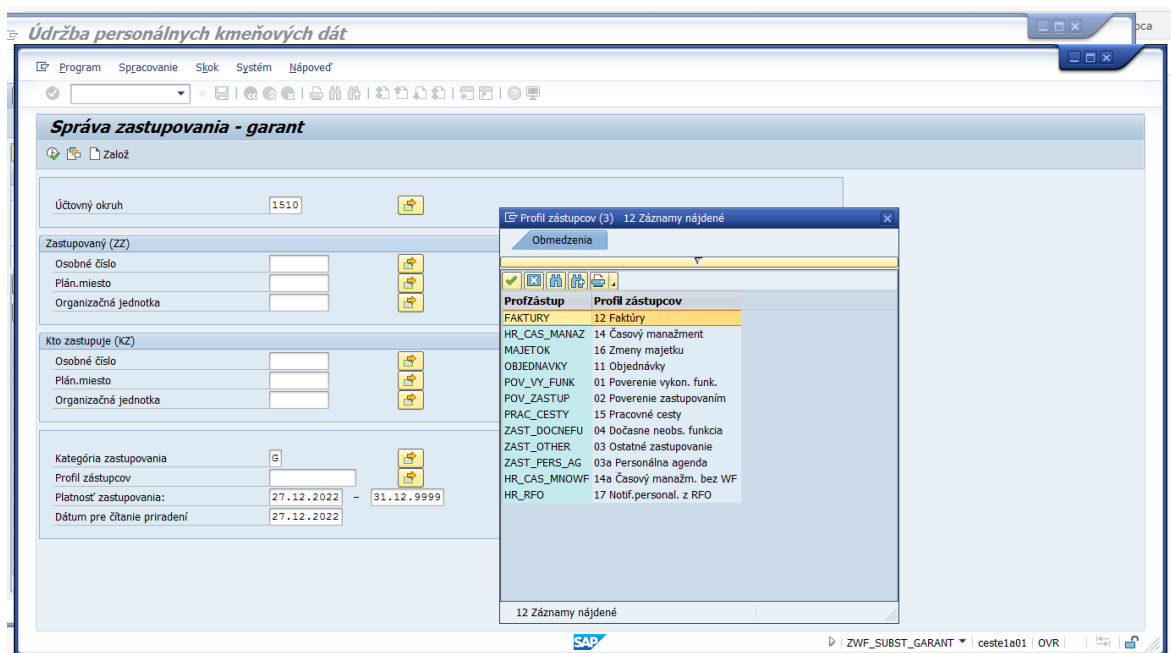 Údržba personálnych kmeňových dát
Program Spracovanie Skok Systém Nápoveď
Správa zastupovania - garant
Založ
Účtovný okruh 1510
Zastupovaný (ZZ)
Osobné číslo
Plán.miesto
Organizačná jednotka
Kto zastupuje (KZ)
Osobné číslo
Plán.miesto
Organizačná jednotka
Kategória zastupovania G
Profil zástupcov
Platnosť zastupovania: 27.12.2022 - 31.12.9999
Dátum pre čítanie priradení 27.12.2022
Profil zástupcov (3) 12 Záznamy nájdené
Obmedzenia
ProfZástup Profil zástupcov
FAKTURY 12 Faktúry
HR_CAS_MANAZ 14 Časový manažment
MAJETOK 16 Zmeny majetku
OBJEDNAVKY 11 Objednávky
POV_VY_FUNK 01 Poverenie vykon. funk.
POV_ZASTUP 02 Poverenie zastupovaním
PRAC_CESTY 15 Pracovné cesty
ZAST_DOCNEFU 04 Dočasne neobs. funkcia
ZAST_OTHER 03 Ostatné zastupovanie
ZAST_PERS_AG 03a Personálna agenda
HR_CAS_MNOWF 14a Časový manažm. bez WF
HR_RFO 17 Notif.personal. z RFO
12 Záznamy nájdené
SAP
ZWF_SUBST_GARANT ceste1a01 OVR